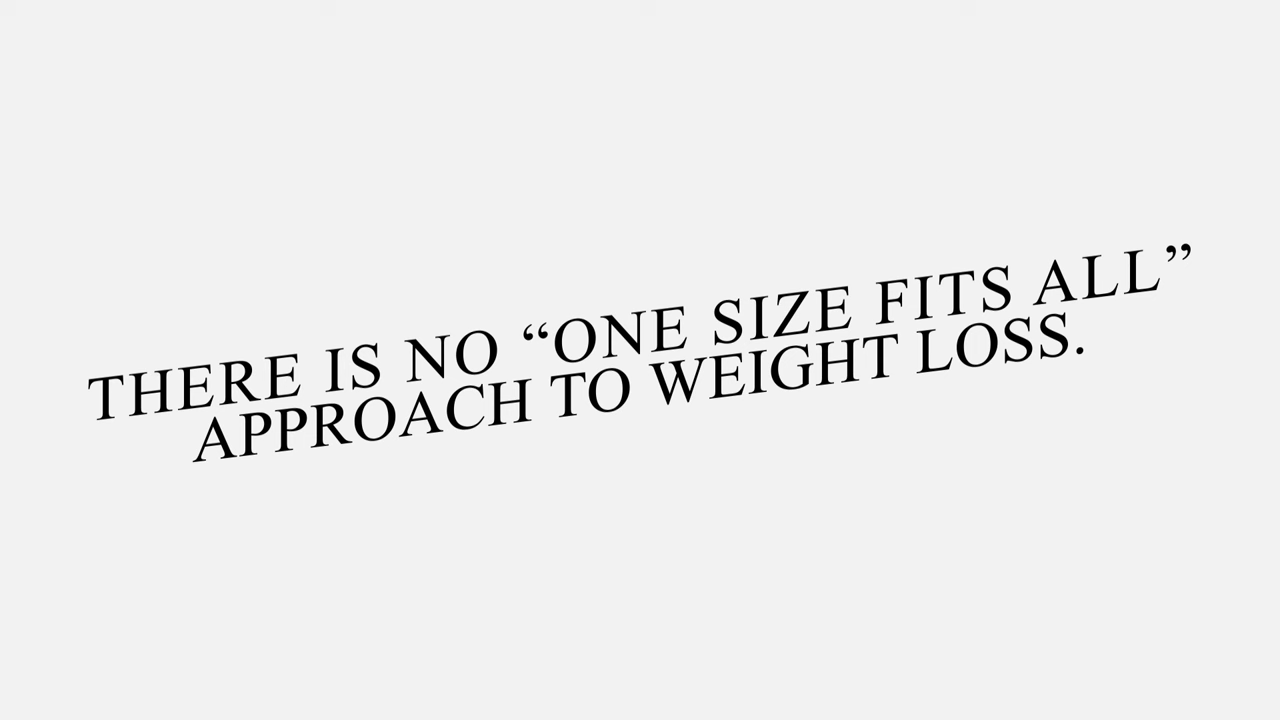 THERE IS NO “ONE SIZE FITS ALL”
APPROACH TO WEIGHT LOSS.